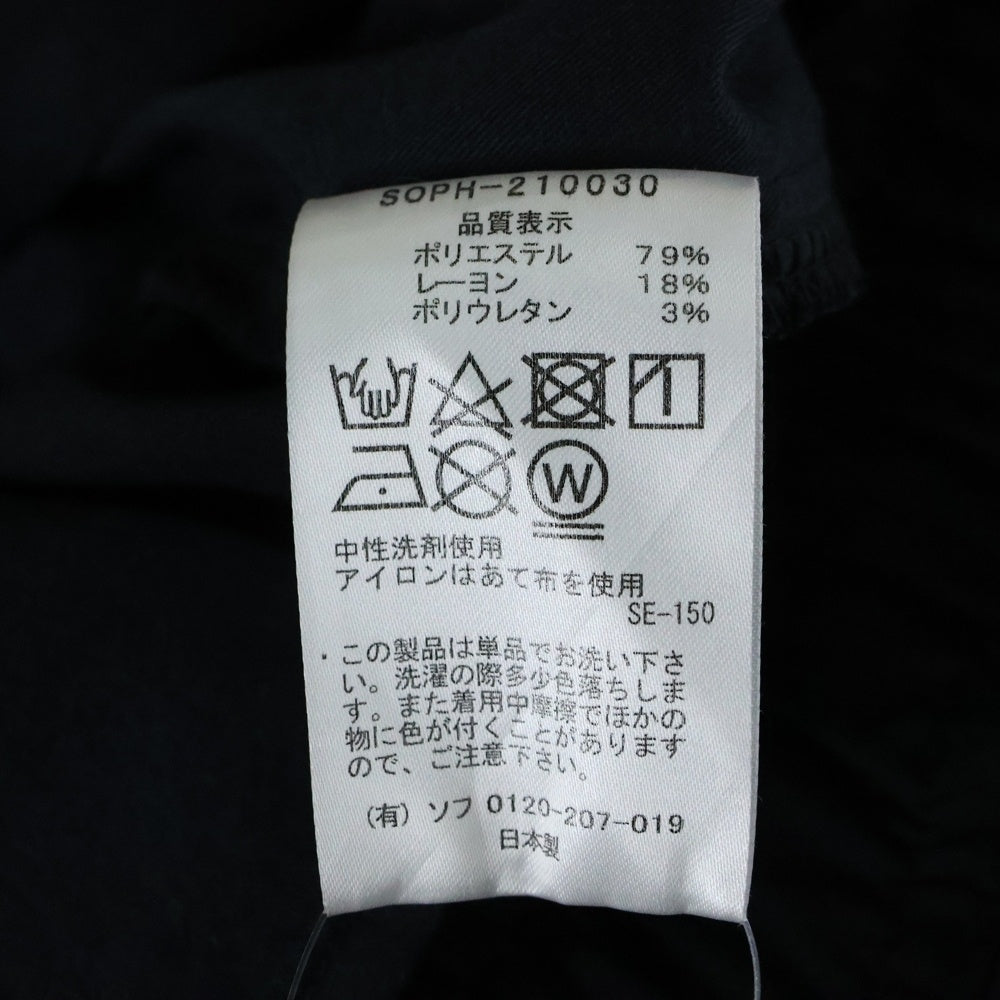 SOPH-210030
品質表示
ポリエステル 79%
レーヨン 18%
ポリウレタン 3%
W
中性洗剤使用
アイロンはあて布を使用
SE-150
・この製品は単品でお洗い下さ
い。洗濯の際多少色落ちしま
す。また着用中摩擦でほかの
物に色が付くことがあります
ので、ご注意下さい。
(有) ソフ 0120-207-019
日本製